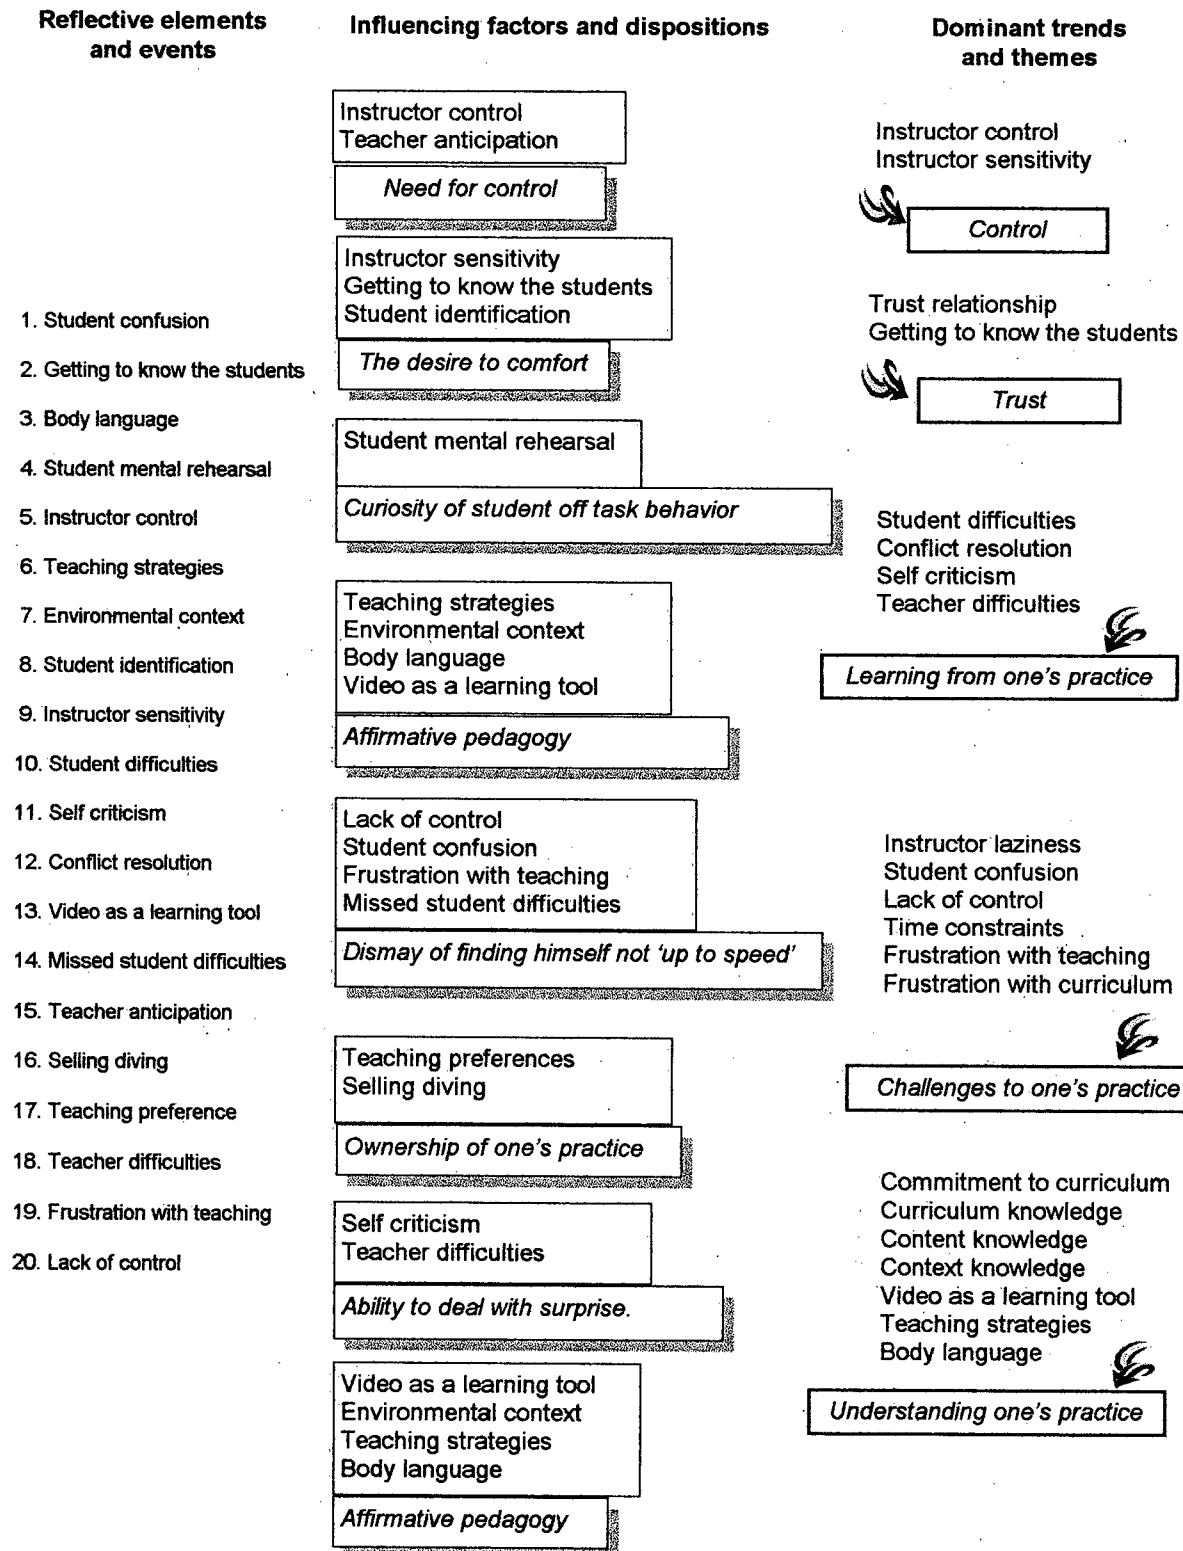 Reflective elements
and events
1. Student confusion
2. Getting to know the students
3. Body language
4. Student mental rehearsal
5. Instructor control
6. Teaching strategies
7. Environmental context
8. Student identification
9. Instructor sensitivity
10. Student difficulties
11. Self criticism
12. Conflict resolution
13. Video as a learning tool
14. Missed student difficulties
15. Teacher anticipation
16. Selling diving
17. Teaching preference
18. Teacher difficulties
19. Frustration with teaching
20. Lack of control
Influencing factors and dispositions
Instructor control
Teacher anticipation
Need for control
Instructor sensitivity
Getting to know the students
Student identification
The desire to comfort
Student mental rehearsal
Curiosity of student off task behavior
Teaching strategies
Environmental context
Body language
Video as a learning tool
Affirmative pedagogy
Lack of control
Student confusion
Frustration with teaching
Missed student difficulties
Dismay of finding himself not 'up to speed'
Teaching preferences
Selling diving
Ownership of one's practice
Self criticism
Teacher difficulties
Ability to deal with surprise.
Video as a learning tool
Environmental context
Teaching strategies
Body language
Affirmative pedagogy
Dominant trends
and themes
Instructor control
Instructor sensitivity
Control
Trust relationship
Getting to know the students
Trust
Student difficulties
Conflict resolution
Self criticism
Teacher difficulties
Learning from one's practice
Instructor laziness
Student confusion
Lack of control
Time constraints
Frustration with teaching
Frustration with curriculum
Challenges to one's practice
Commitment to curriculum
Curriculum knowledge
Content knowledge
Context knowledge
Video as a learning tool
Teaching strategies
Body language
Understanding one's practice